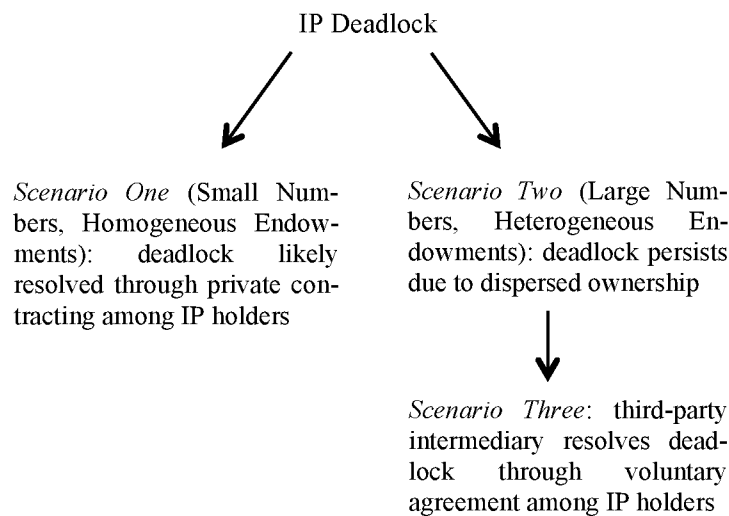 IP Deadlock
Scenario One (Small Num-
bers, Homogeneous Endow-
ments): deadlock likely
resolved through private con-
tracting among IP holders
Scenario Two (Large Num-
bers, Heterogeneous En-
dowments): deadlock persists
due to dispersed ownership
Scenario Three: third-party
intermediary resolves dead-
lock through voluntary
agreement among IP holders